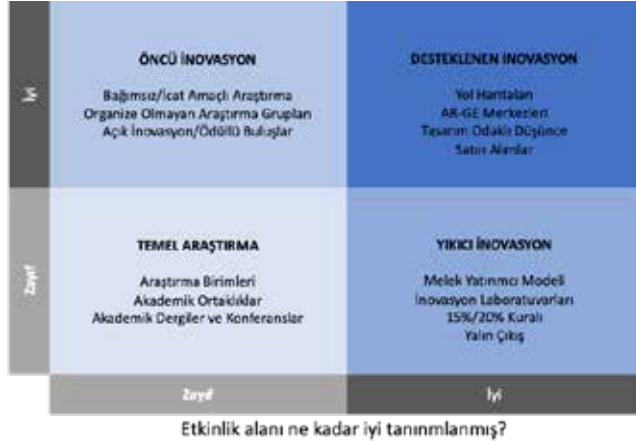 İyi
ÖNCÜ İNOVASYON
Bağımsız/İcat Amaçlı Araştırma
Organize Olmayan Araştırma Grupları
Açık İnovasyon/Ödüllü Buluşlar
DESTEKLENEN İNOVASYON
Yol Haritaları
AR-GE Merkezleri
Tasarım Odaklı Düşünce
Satın Alımlar
Zayıf
TEMEL ARAŞTIRMA
Araştırma Birimleri
Akademik Ortaklıklar
Akademik Dergiler ve Konferanslar
YIKICI İNOVASYON
Melek Yatırımcı Modeli
İnovasyon Laboratuvarları
15%/20% Kuralı
Yalın Çıkış
Zayıf
İyi
Etkinlik alanı ne kadar iyi tanınmlanmış?